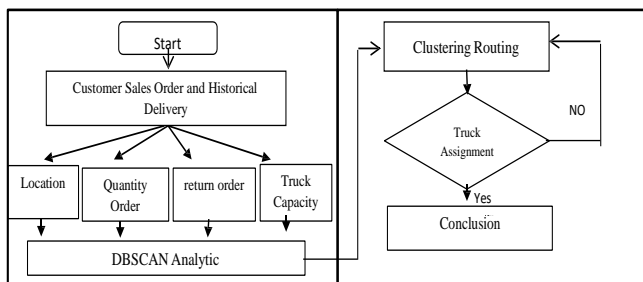 Start
Customer Sales Order and Historical
Delivery
Location
Quantity
Order
return order
Truck
Capacity
DBSCAN Analytic
Clustering Routing
Truck
Assignment
NO
Yes
Conclusion